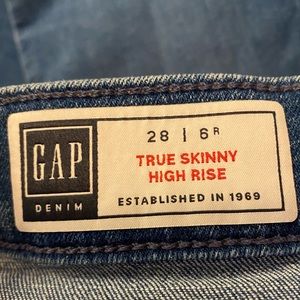 GAP
DENIM
28 | 6R
TRUE SKINNY
HIGH RISE
ESTABLISHED IN 1969